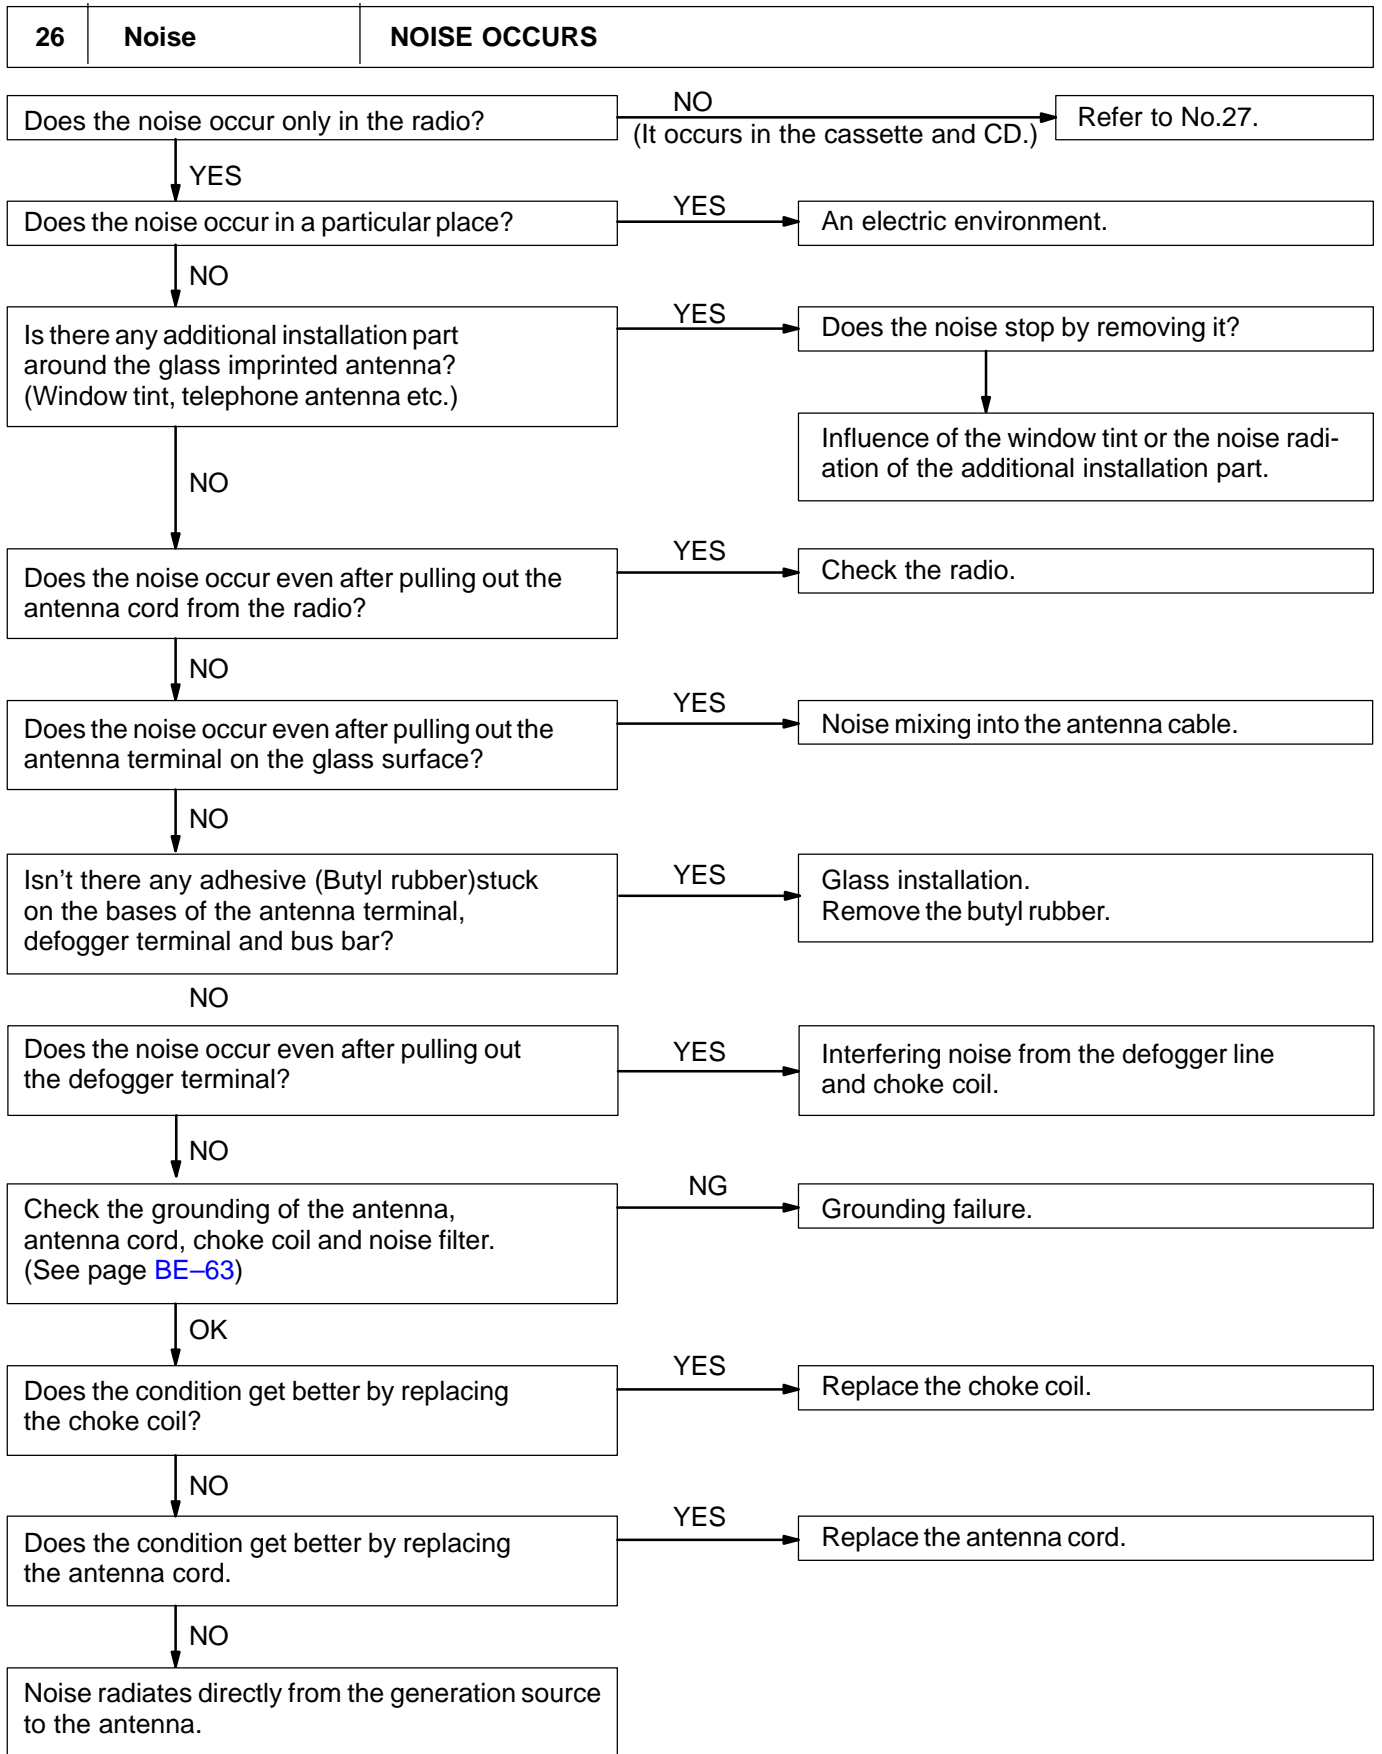 26 Noise NOISE OCCURS
Does the noise occur only in the radio?
NO
(It occurs in the cassette and CD.)
Refer to No.27.
YES
Does the noise occur in a particular place?
YES
An electric environment.
NO
Is there any additional installation part
around the glass imprinted antenna?
(Window tint, telephone antenna etc.)
YES
Does the noise stop by removing it?
Influence of the window tint or the noise radi-
ation of the additional installation part.
NO
Does the noise occur even after pulling out the
antenna cord from the radio?
YES
Check the radio.
NO
Does the noise occur even after pulling out the
antenna terminal on the glass surface?
YES
Noise mixing into the antenna cable.
NO
Isn't there any adhesive (Butyl rubber)stuck
on the bases of the antenna terminal,
defogger terminal and bus bar?
YES
Glass installation.
Remove the butyl rubber.
NO
Does the noise occur even after pulling out
the defogger terminal?
YES
Interfering noise from the defogger line
and choke coil.
NO
Check the grounding of the antenna,
antenna cord, choke coil and noise filter.
(See page BE–63)
NG
Grounding failure.
OK
Does the condition get better by replacing
the choke coil?
YES
Replace the choke coil.
NO
Does the condition get better by replacing
the antenna cord.
YES
Replace the antenna cord.
NO
Noise radiates directly from the generation source
to the antenna.